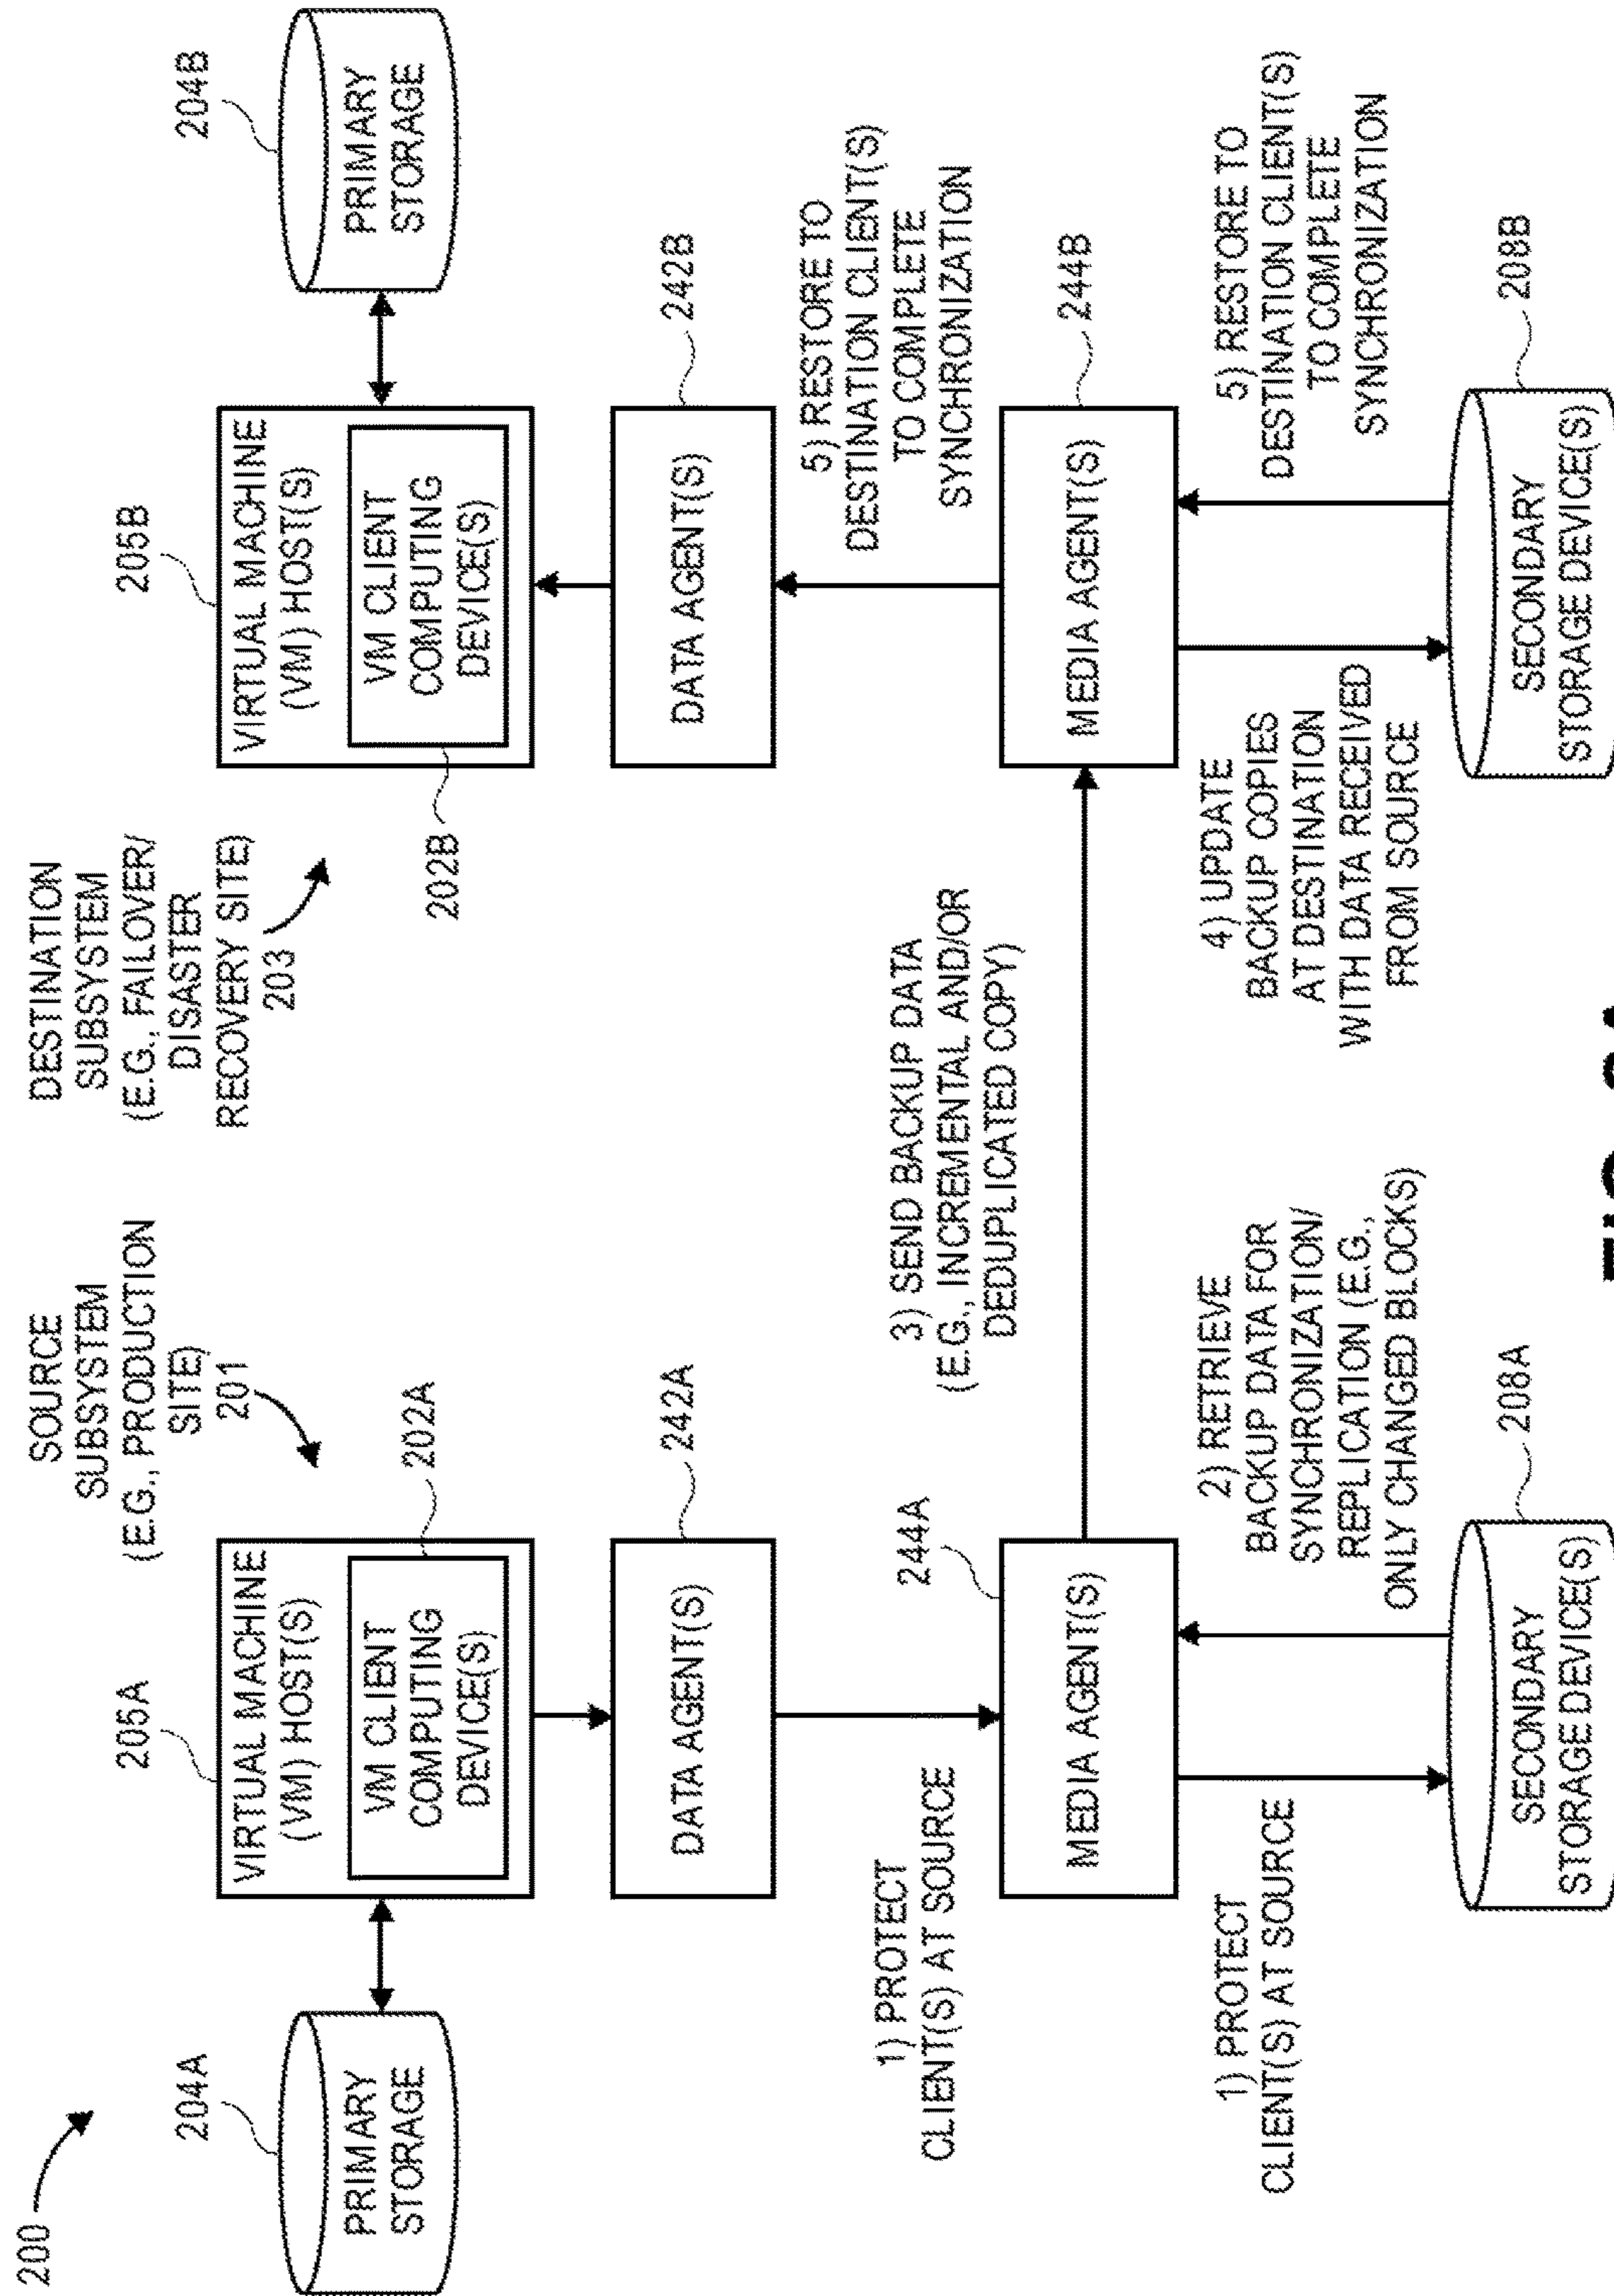 200
SOURCE
SUBSYSTEM
(E.G., PRODUCTION
SITE)
201
DESTINATION
SUBSYSTEM
(E.G., FAILOVER/
DISASTER
RECOVERY SITE)
203
204A
PRIMARY
STORAGE
205A
VIRTUAL MACHINE
(VM) HOST(S)
VM CLIENT
COMPUTING
DEVICE(S)
202A
205B
VIRTUAL MACHINE
(VM) HOST(S)
VM CLIENT
COMPUTING
DEVICE(S)
202B
204B
PRIMARY
STORAGE
DATA AGENT(S)
242A
DATA AGENT(S)
242B
1) PROTECT
CLIENT(S) AT SOURCE
244A
MEDIA AGENT(S)
3) SEND BACKUP DATA
(E.G., INCREMENTAL AND/OR
DEDUPLICATED COPY)
5) RESTORE TO
DESTINATION CLIENT(S)
TO COMPLETE
SYNCHRONIZATION
MEDIA AGENT(S)
244B
1) PROTECT
CLIENT(S) AT SOURCE
2) RETRIEVE
BACKUP DATA FOR
SYNCHRONIZATION/
REPLICATION (E.G.,
ONLY CHANGED BLOCKS)
4) UPDATE
BACKUP COPIES
AT DESTINATION
WITH DATA RECEIVED
FROM SOURCE
5) RESTORE TO
DESTINATION CLIENT(S)
TO COMPLETE
SYNCHRONIZATION
SECONDARY
STORAGE DEVICE(S)
208A
SECONDARY
STORAGE DEVICE(S)
208B